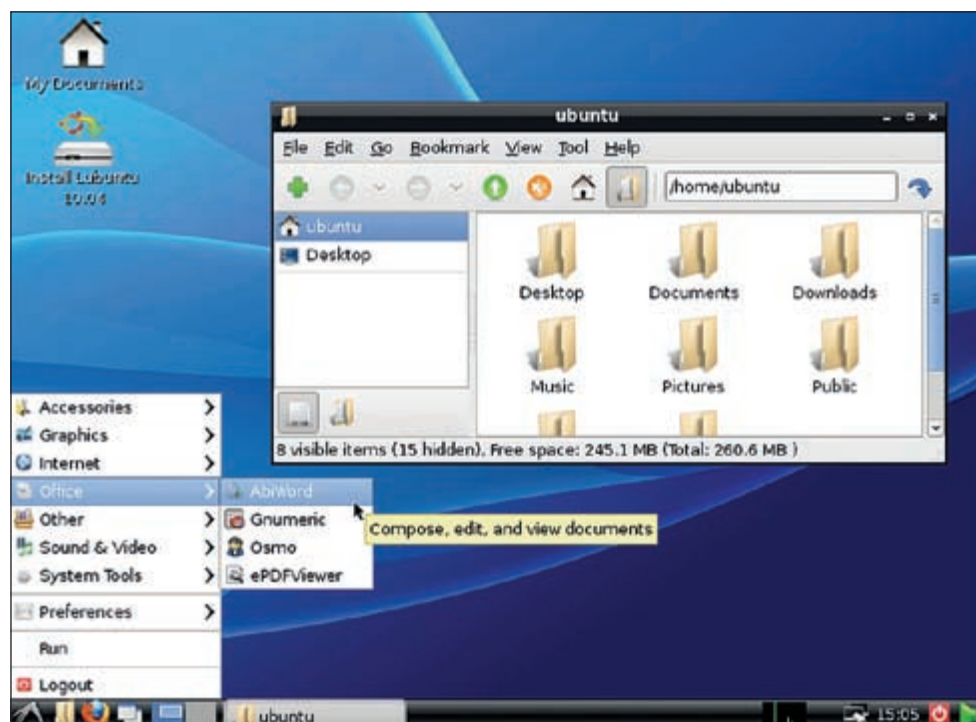 My Documents
Install Lubuntu
10.04
ubuntu
File Edit Go Bookmark View Tool Help
/home/ubuntu
ubuntu
Desktop
Desktop Documents Downloads
Music Pictures Public
8 visible items (15 hidden), Free space: 245.1 MB (Total: 260.6 MB )
Accessories
Graphics
Internet
Office
Other
Sound & Video
System Tools
Preferences
Run
Logout
AbiWord
Gnumeric
Osmo
ePDFViewer
Compose, edit, and view documents
ubuntu
15:05